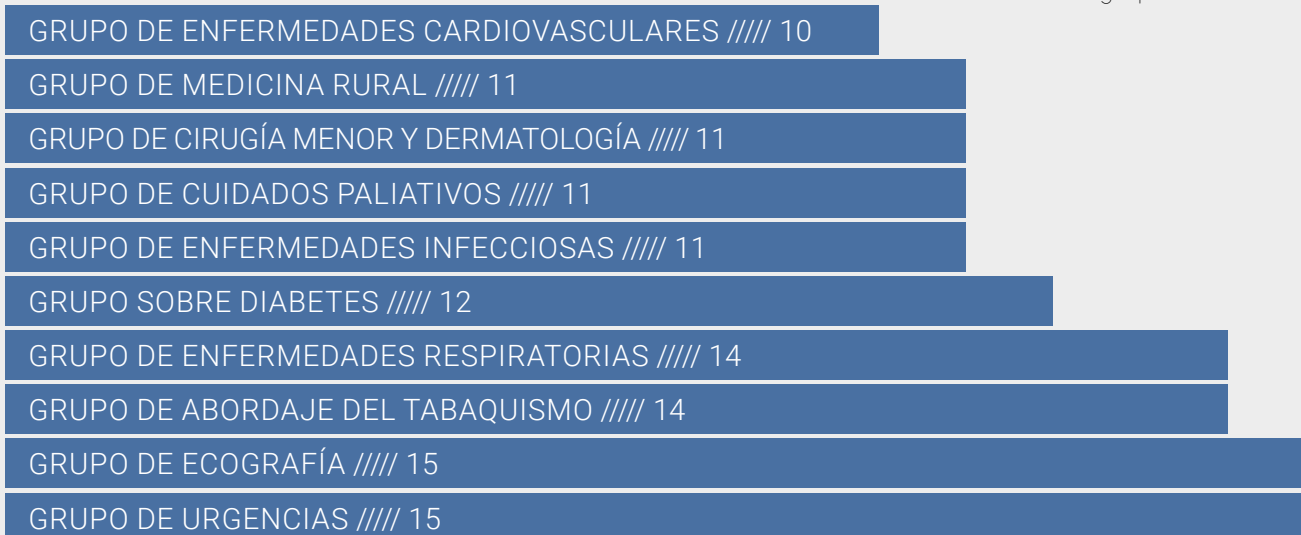 GRUPO DE ENFERMEDADES CARDIOVASCULARES ///// 10
GRUPO DE MEDICINA RURAL ///// 11
GRUPO DE CIRUGÍA MENOR Y DERMATOLOGÍA ///// 11
GRUPO DE CUIDADOS PALIATIVOS ///// 11
GRUPO DE ENFERMEDADES INFECCIOSAS ///// 11
GRUPO SOBRE DIABETES ///// 12
GRUPO DE ENFERMEDADES RESPIRATORIAS ///// 14
GRUPO DE ABORDAJE DEL TABAQUISMO ///// 14
GRUPO DE ECOGRAFÍA ///// 15
GRUPO DE URGENCIAS ///// 15